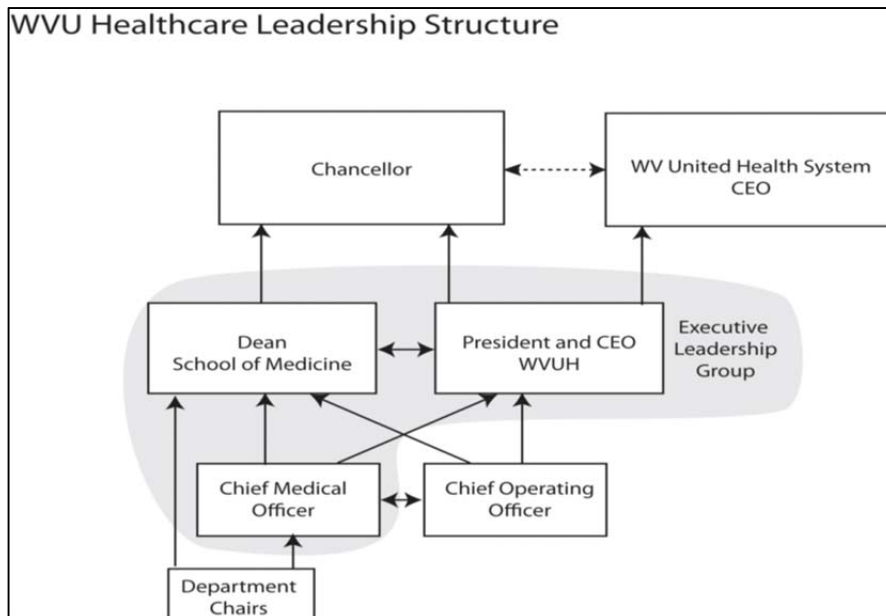 WVU Healthcare Leadership Structure
Chancellor
WV United Health System
CEO
Dean
School of Medicine
President and CEO
WVUH
Executive
Leadership
Group
Chief Medical
Officer
Chief Operating
Officer
Department
Chairs